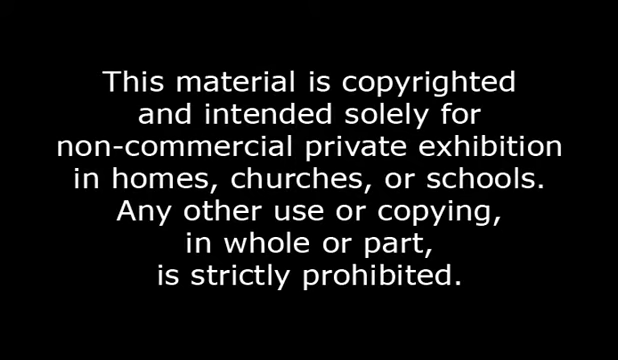 This material is copyrighted
and intended solely for
non-commercial private exhibition
in homes, churches, or schools.
Any other use or copying,
in whole or part,
is strictly prohibited.